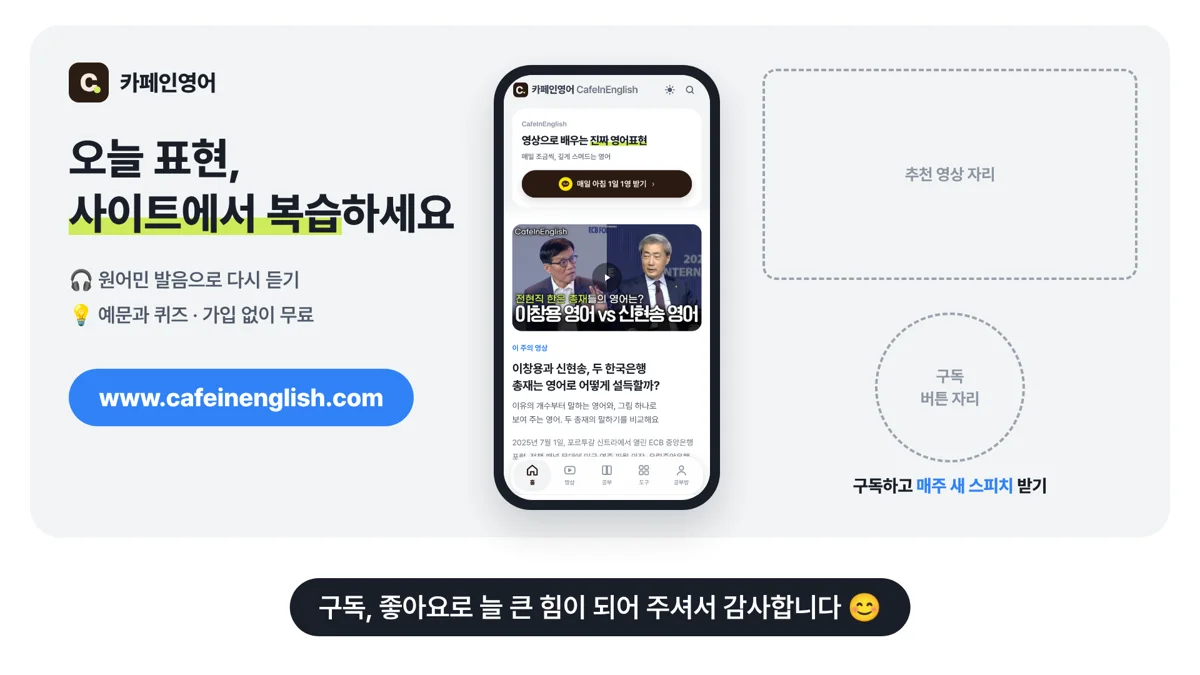 카페인영어
오늘 표현,
사이트에서 복습하세요
🎧 원어민 발음으로 다시 듣기
💡 예문과 퀴즈 · 가입 없이 무료
www.cafeinenglish.com
카페인영어 CafeInEnglish
CafeInEnglish
영상으로 배우는 진짜 영어표현
매일 조금씩, 깊게 스며드는 영어
매일 아침 1일 1영 받기 ›
CafeInEnglish
전현직 한은 총재들의 영어는?
이창용 영어 vs 신현송 영어
이 주의 영상
이창용과 신현송, 두 한국은행
총재는 영어로 어떻게 설득할까?
이유의 개수부터 말하는 영어와, 그림 하나로
보여 주는 영어. 두 총재의 말하기를 비교해요
2025년 7월 1일, 포르투갈 신트라에서 열린 ECB 중앙은행
홈
영상
공부
도구
공부방
추천 영상 자리
구독
버튼 자리
구독하고 매주 새 스피치 받기
구독, 좋아요로 늘 큰 힘이 되어 주셔서 감사합니다 😊